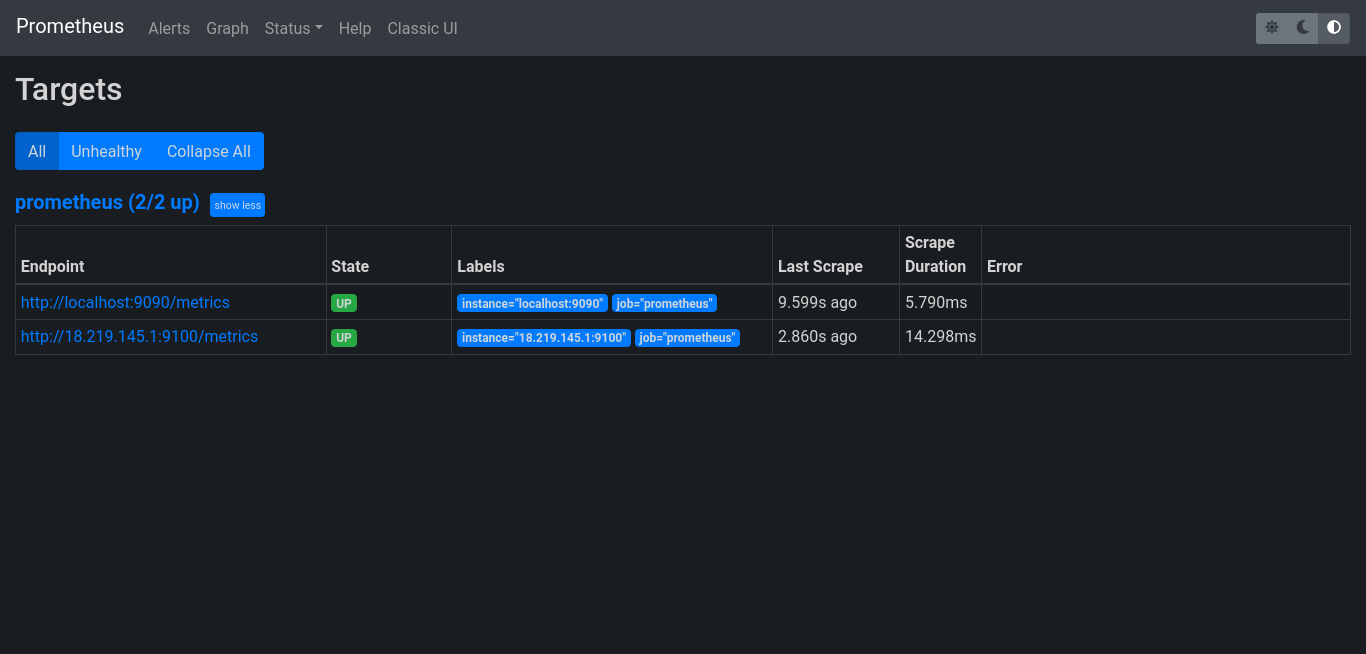 Prometheus Alerts Graph Status Help Classic UI
Targets
All Unhealthy Collapse All
prometheus (2/2 up) show less
Endpoint State Labels Last Scrape Scrape Duration Error
http://localhost:9090/metrics UP instance="localhost:9090" job="prometheus" 9.599s ago 5.790ms
http://18.219.145.1:9100/metrics UP instance="18.219.145.1:9100" job="prometheus" 2.860s ago 14.298ms